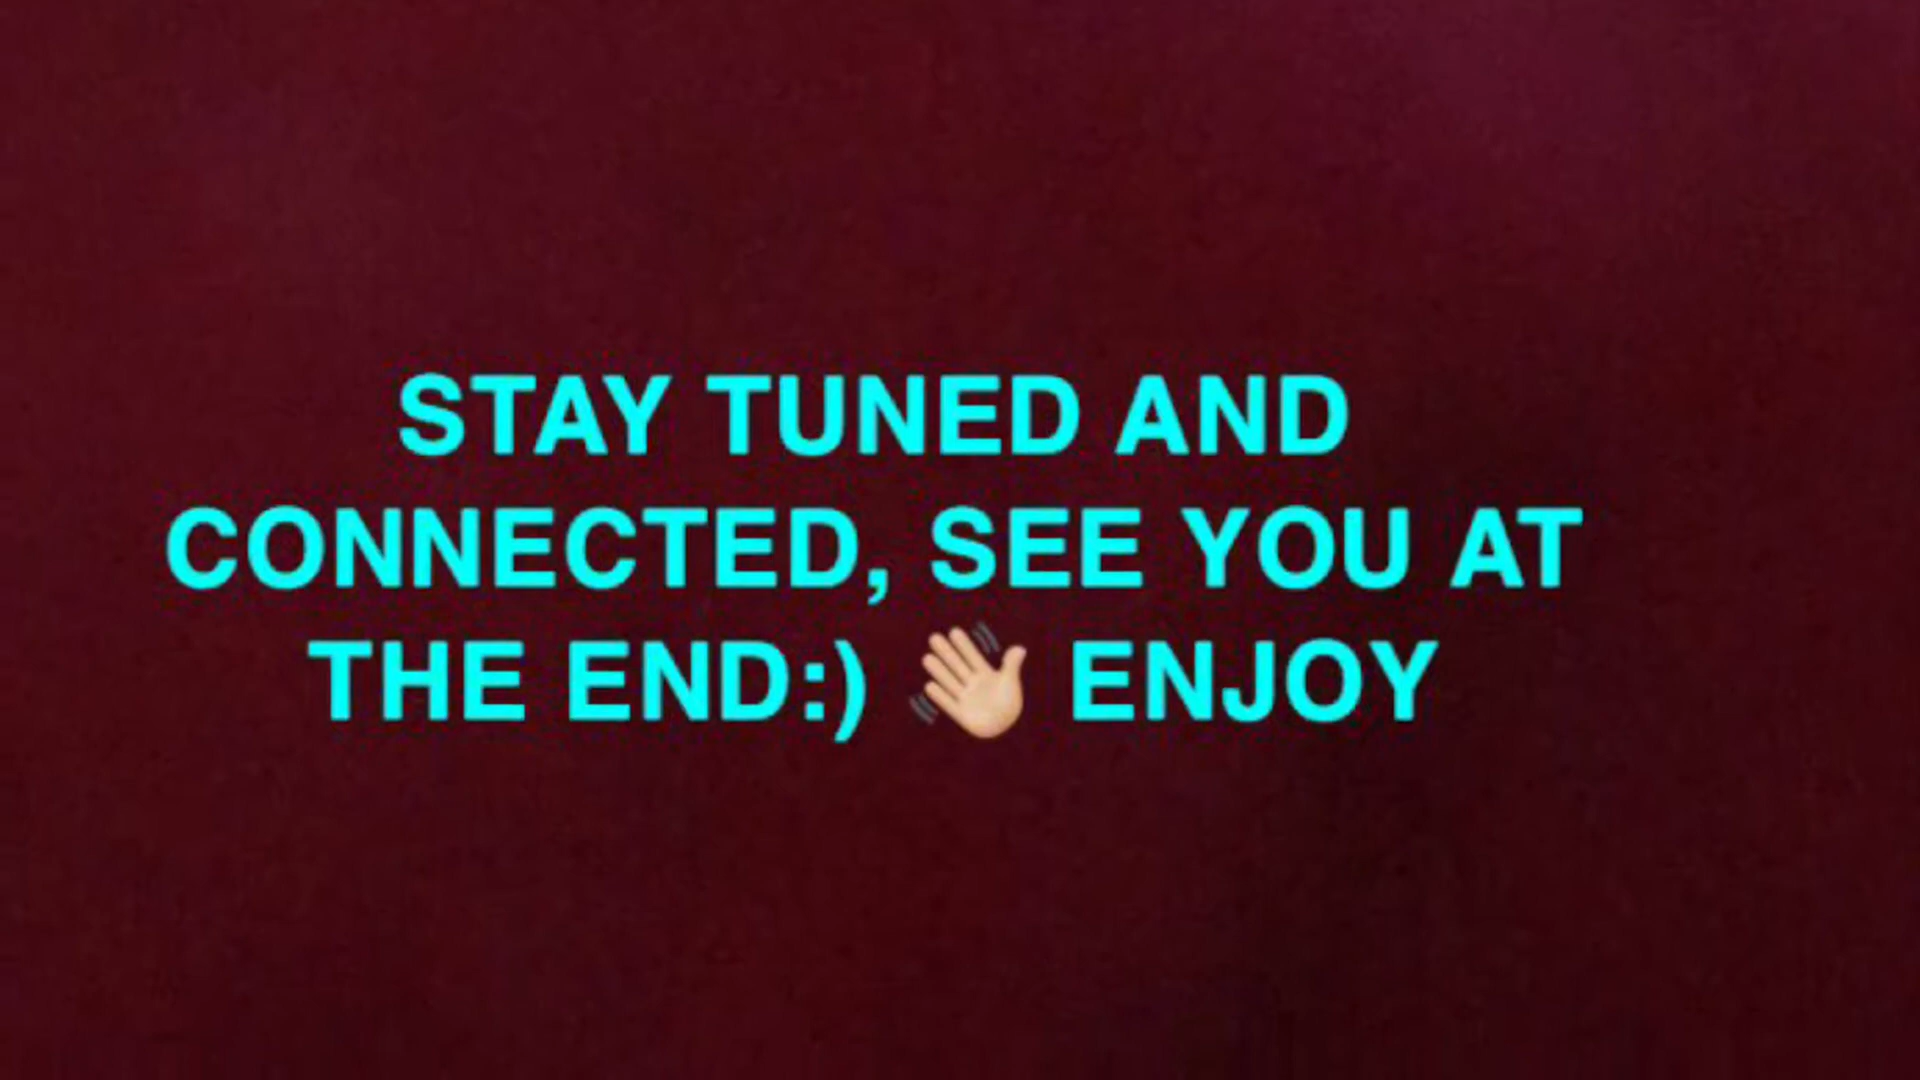 STAY TUNED AND
CONNECTED, SEE YOU AT
THE END:) 👋🏼 ENJOY